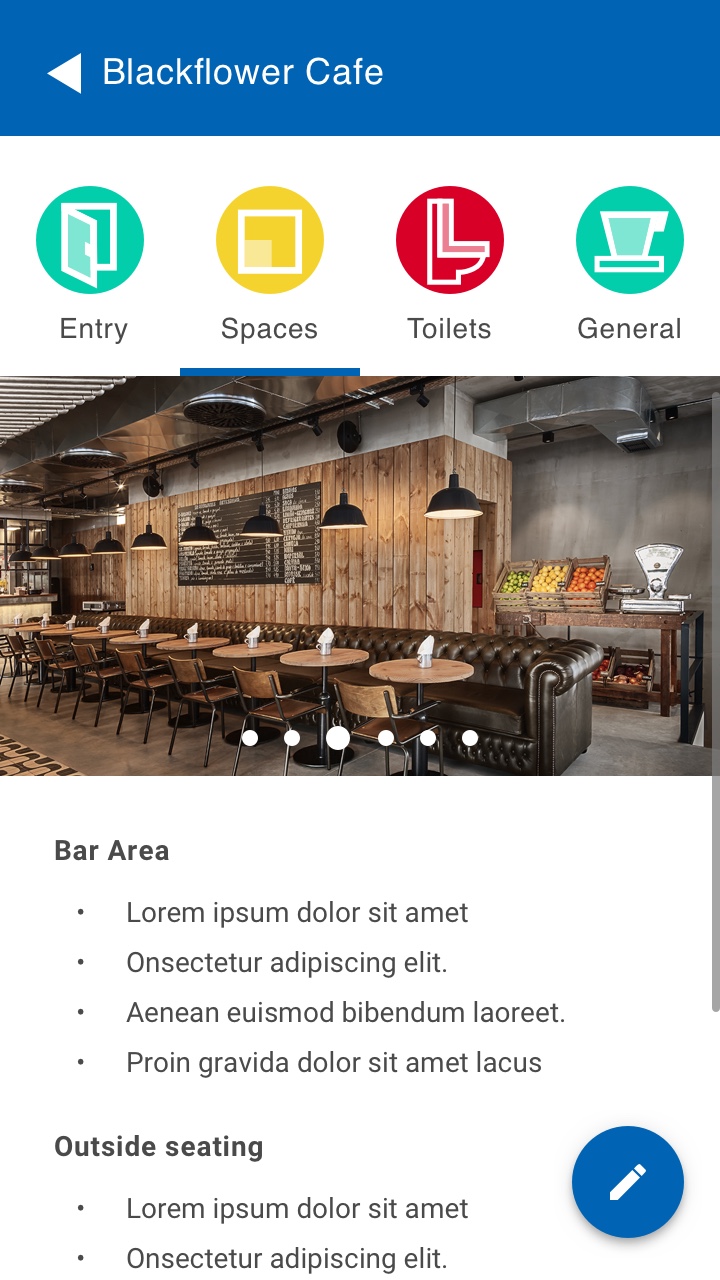 Blackflower Cafe
Entry
Spaces
Toilets
General
Bar Area
• Lorem ipsum dolor sit amet
• Onsectetur adipiscing elit.
• Aenean euismod bibendum laoreet.
• Proin gravida dolor sit amet lacus
Outside seating
• Lorem ipsum dolor sit amet
• Onsectetur adipiscing elit.